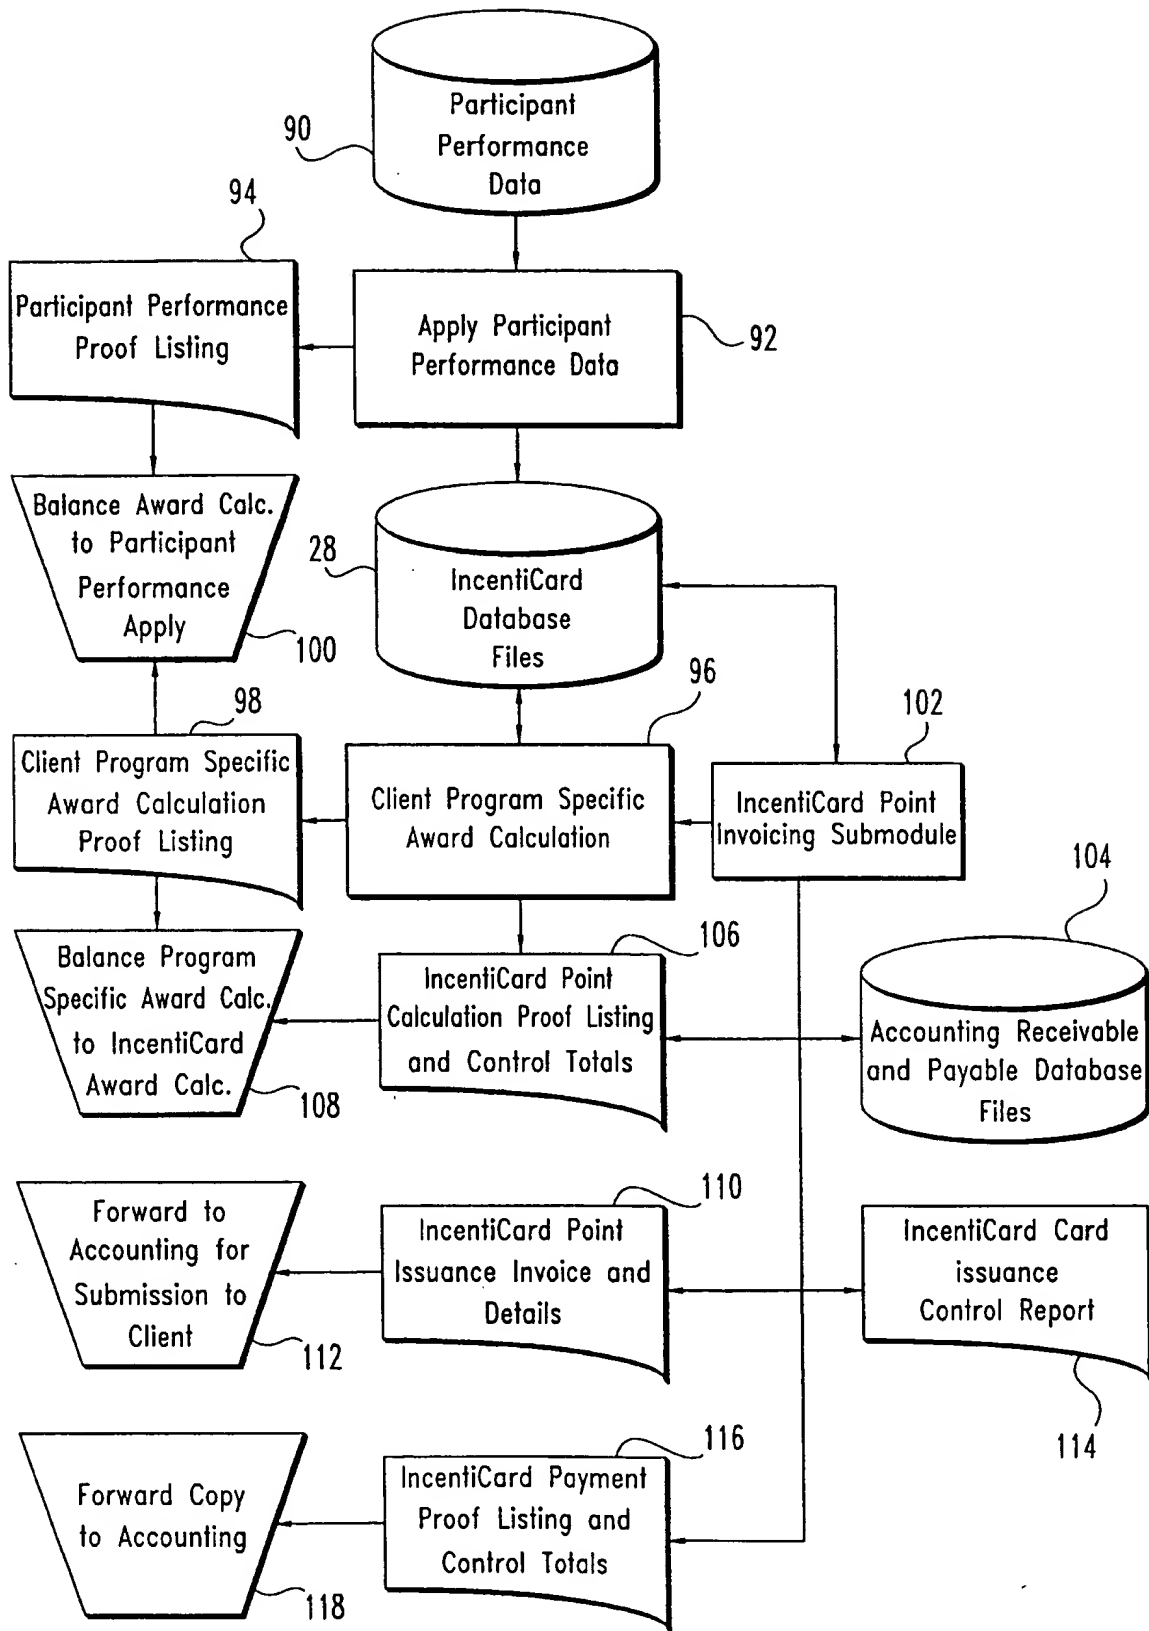 Participant
Performance
Data
90
94
Participant Performance
Proof Listing
Apply Participant
Performance Data
92
Balance Award Calc.
to Participant
Performance
Apply
100
28
IncentiCard
Database
Files
96
98
102
Client Program Specific
Award Calculation
Proof Listing
Client Program Specific
Award Calculation
IncentiCard Point
Invoicing Submodule
104
106
Balance Program
Specific Award Calc.
to IncentiCard
Award Calc.
108
IncentiCard Point
Calculation Proof Listing
and Control Totals
Accounting Receivable
and Payable Database
Files
110
Forward to
Accounting for
Submission to
Client
112
IncentiCard Point
Issuance Invoice and
Details
IncentiCard Card
issuance
Control Report
114
116
Forward Copy
to Accounting
118
IncentiCard Payment
Proof Listing and
Control Totals